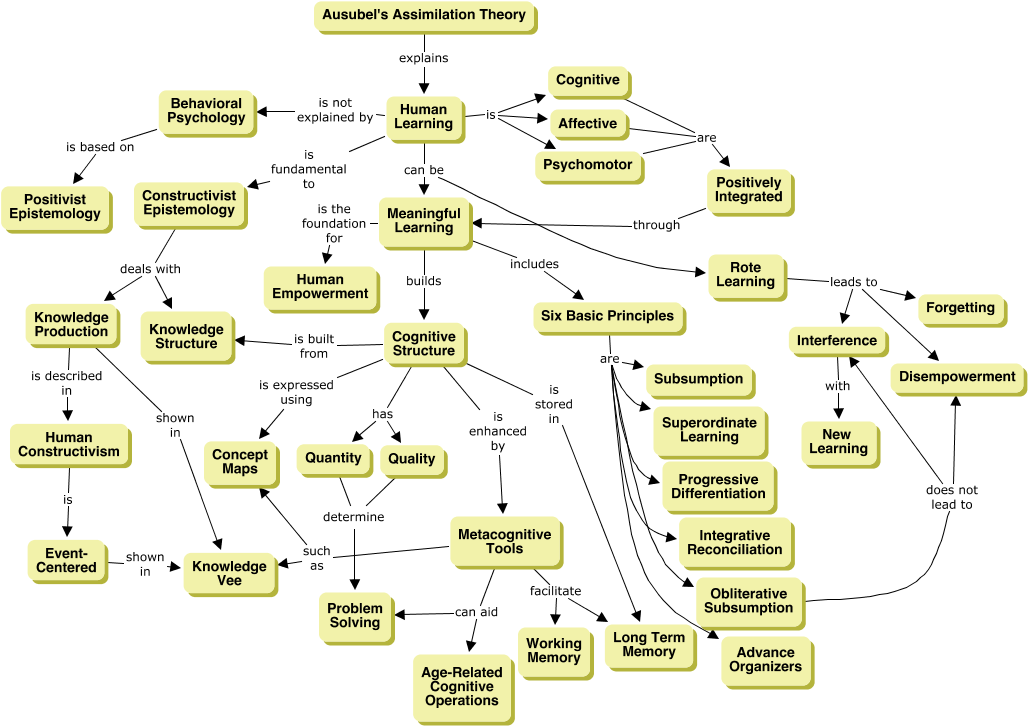 Ausubel's Assimilation Theory
explains
Cognitive
Behavioral
Psychology
is not
explained by
Human
Learning
is
Affective
are
is based on
Psychomotor
is
fundamental
to
can be
Positively
Integrated
Positivist
Epistemology
Constructivist
Epistemology
is the
foundation
for
Meaningful
Learning
through
deals with
Human
Empowerment
builds
includes
Rote
Learning
leads to
Forgetting
Knowledge
Production
Knowledge
Structure
is built
from
Cognitive
Structure
Six Basic Principles
Interference
are
is described
in
is expressed
using
is
stored
in
Subsumption
with
Disempowerment
shown
in
has
is
enhanced
by
Superordinate
Learning
New
Learning
Human
Constructivism
Concept
Maps
Quantity
Quality
Progressive
Differentiation
does not
lead to
is
determine
Metacognitive
Tools
Integrative
Reconciliation
Event-
Centered
shown
in
Knowledge
Vee
such
as
facilitate
Obliterative
Subsumption
Problem
Solving
can aid
Working
Memory
Long Term
Memory
Advance
Organizers
Age-Related
Cognitive
Operations